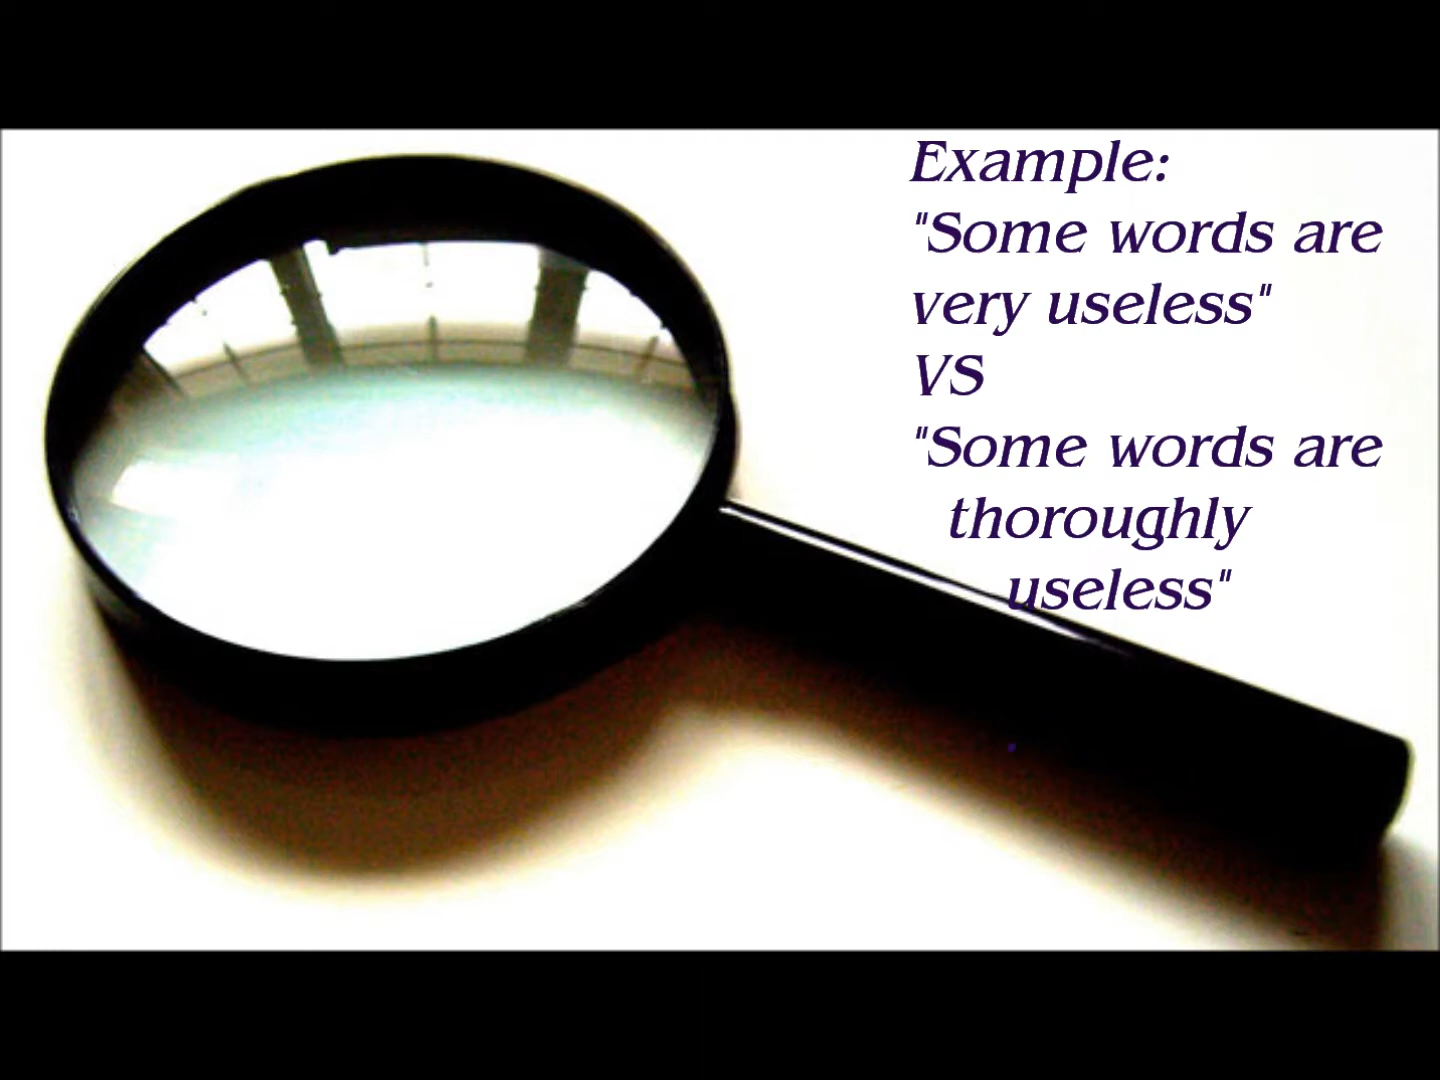 Example:
"Some words are
very useless"
VS
"Some words are
thoroughly
useless"